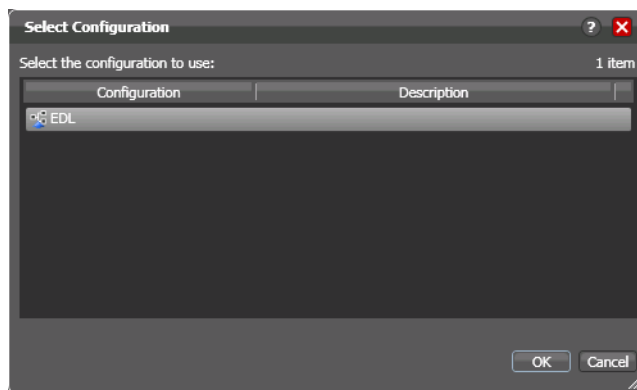 Select Configuration ?
Select the configuration to use: 1 item
Configuration Description
EDL
OK Cancel